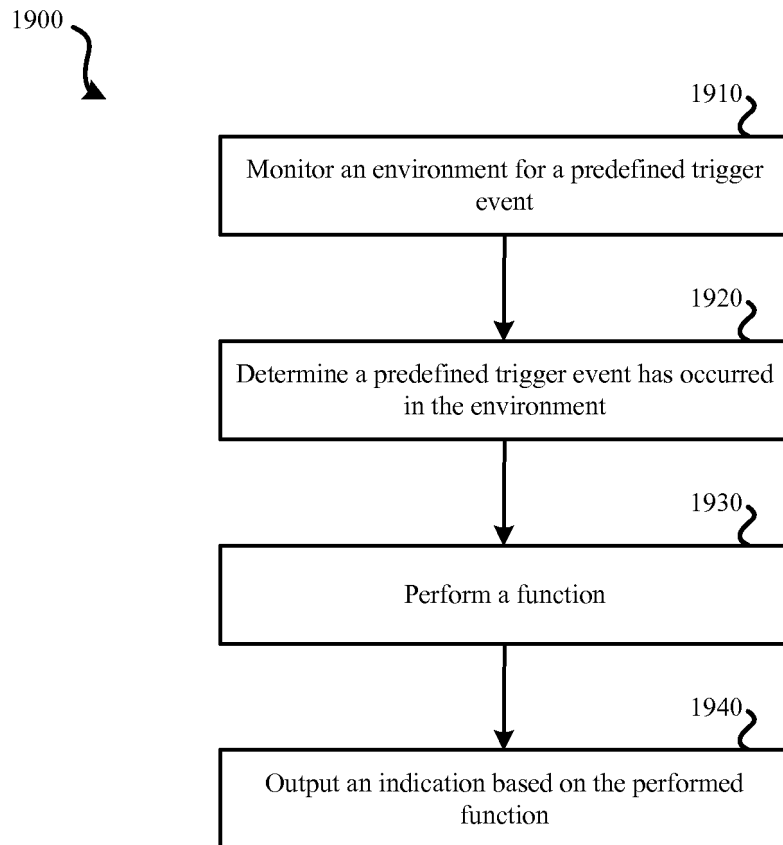 1900
1910
Monitor an environment for a predefined trigger
event
1920
Determine a predefined trigger event has occurred
in the environment
1930
Perform a function
1940
Output an indication based on the performed
function